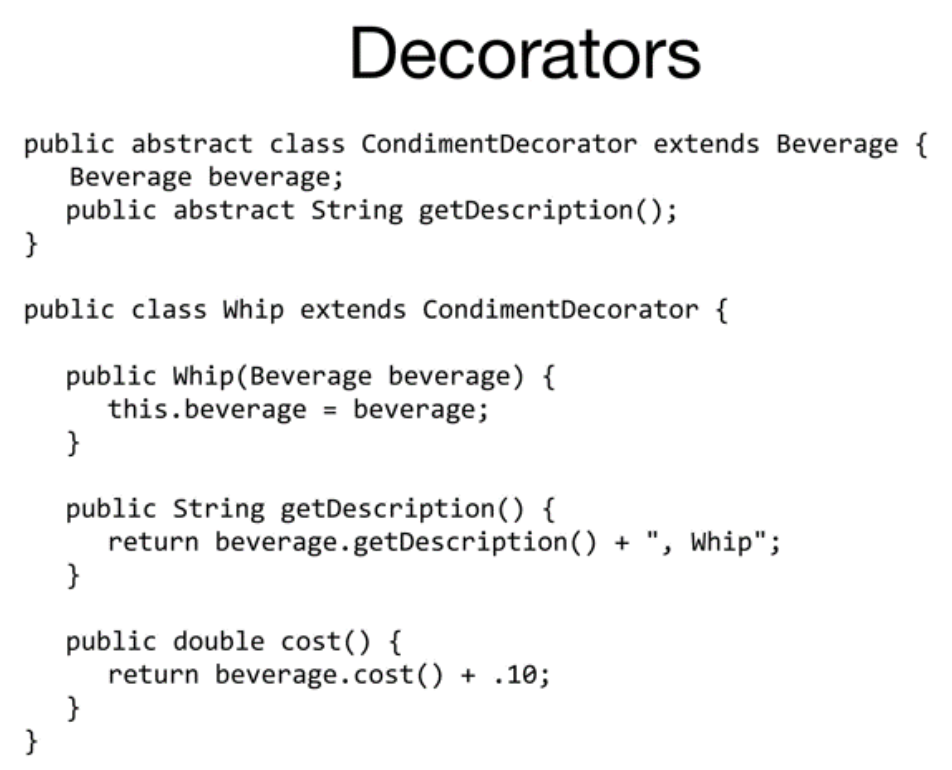 Decorators
public abstract class CondimentDecorator extends Beverage {
Beverage beverage;
public abstract String getDescription();
}
public class Whip extends CondimentDecorator {
public Whip(Beverage beverage) {
this.beverage = beverage;
}
public String getDescription() {
return beverage.getDescription() + ", Whip";
}
public double cost() {
return beverage.cost() + .10;
}
}